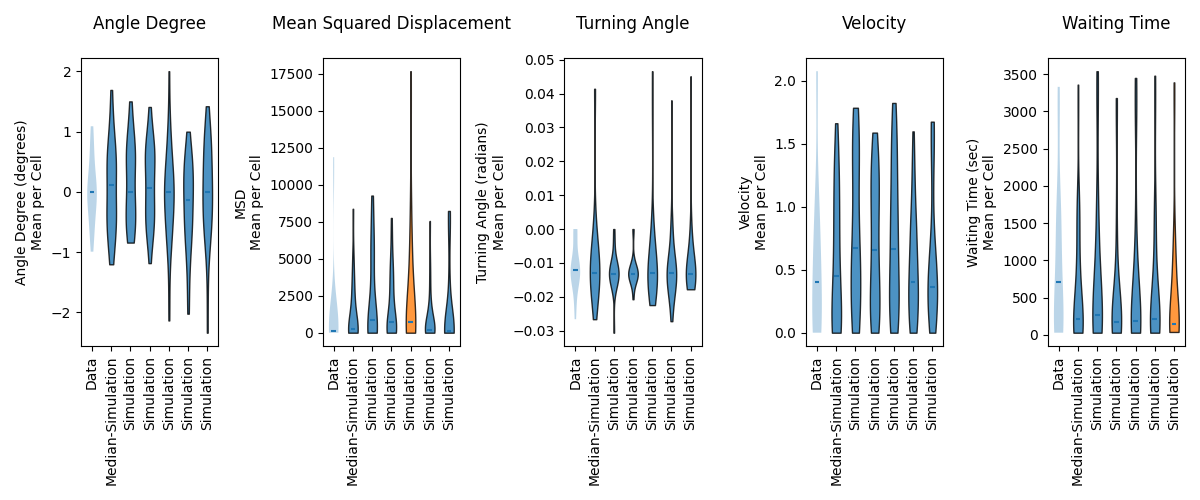 Angle Degree
Mean Squared Displacement
Turning Angle
Velocity
Waiting Time
Angle Degree (degrees)
Mean per Cell
2
1
0
−1
−2
Data
Median-Simulation
Simulation
Simulation
Simulation
Simulation
Simulation
MSD
Mean per Cell
17500
15000
12500
10000
7500
5000
2500
0
Data
Median-Simulation
Simulation
Simulation
Simulation
Simulation
Simulation
Turning Angle (radians)
Mean per Cell
0.05
0.04
0.03
0.02
0.01
0.00
−0.01
−0.02
−0.03
Data
Median-Simulation
Simulation
Simulation
Simulation
Simulation
Simulation
Velocity
Mean per Cell
2.0
1.5
1.0
0.5
0.0
Data
Median-Simulation
Simulation
Simulation
Simulation
Simulation
Simulation
Waiting Time (sec)
Mean per Cell
3500
3000
2500
2000
1500
1000
500
0
Data
Median-Simulation
Simulation
Simulation
Simulation
Simulation
Simulation